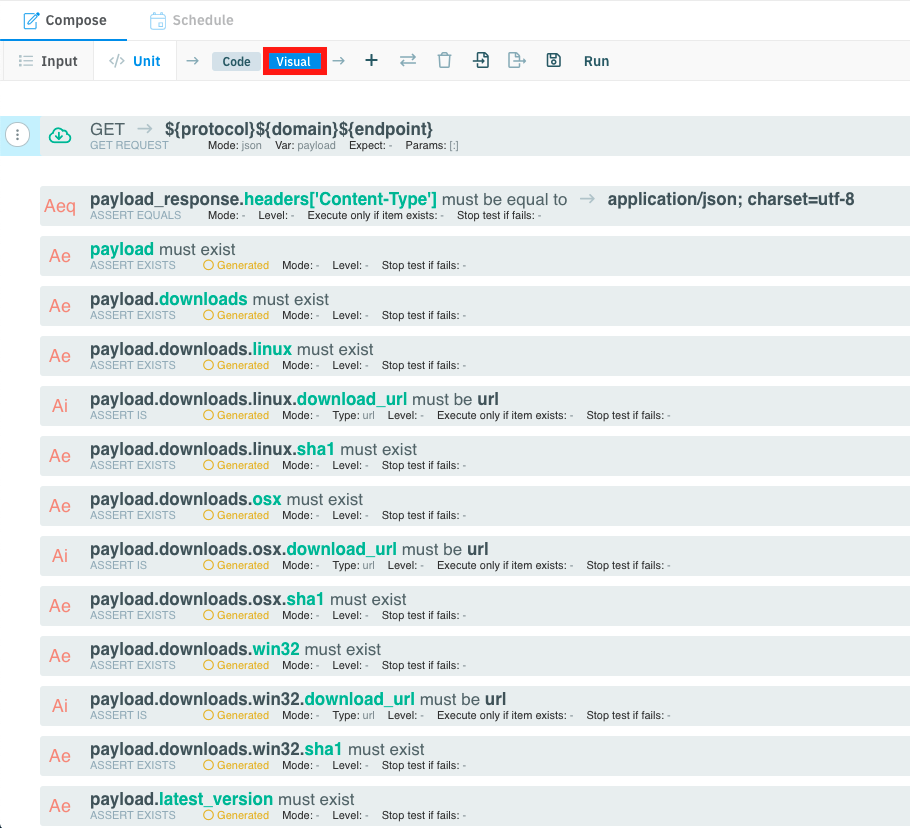 Compose Schedule
Input </> Unit → Code Visual → + Run
GET → ${protocol}${domain}${endpoint}
GET REQUEST Mode: json Var: payload Expect: - Params: [:]
Aeq payload_response.headers['Content-Type'] must be equal to → application/json; charset=utf-8
ASSERT EQUALS Mode: - Level: - Execute only if item exists: - Stop test if fails: -
Ae payload must exist
ASSERT EXISTS Generated Mode: - Level: - Stop test if fails: -
Ae payload.downloads must exist
ASSERT EXISTS Generated Mode: - Level: - Stop test if fails: -
Ae payload.downloads.linux must exist
ASSERT EXISTS Generated Mode: - Level: - Stop test if fails: -
Ai payload.downloads.linux.download_url must be url
ASSERT IS Generated Mode: - Type: url Level: - Execute only if item exists: - Stop test if fails: -
Ae payload.downloads.linux.sha1 must exist
ASSERT EXISTS Generated Mode: - Level: - Stop test if fails: -
Ae payload.downloads.osx must exist
ASSERT EXISTS Generated Mode: - Level: - Stop test if fails: -
Ai payload.downloads.osx.download_url must be url
ASSERT IS Generated Mode: - Type: url Level: - Execute only if item exists: - Stop test if fails: -
Ae payload.downloads.osx.sha1 must exist
ASSERT EXISTS Generated Mode: - Level: - Stop test if fails: -
Ae payload.downloads.win32 must exist
ASSERT EXISTS Generated Mode: - Level: - Stop test if fails: -
Ai payload.downloads.win32.download_url must be url
ASSERT IS Generated Mode: - Type: url Level: - Execute only if item exists: - Stop test if fails: -
Ae payload.downloads.win32.sha1 must exist
ASSERT EXISTS Generated Mode: - Level: - Stop test if fails: -
Ae payload.latest_version must exist
ASSERT EXISTS Generated Mode: - Level: - Stop test if fails: -